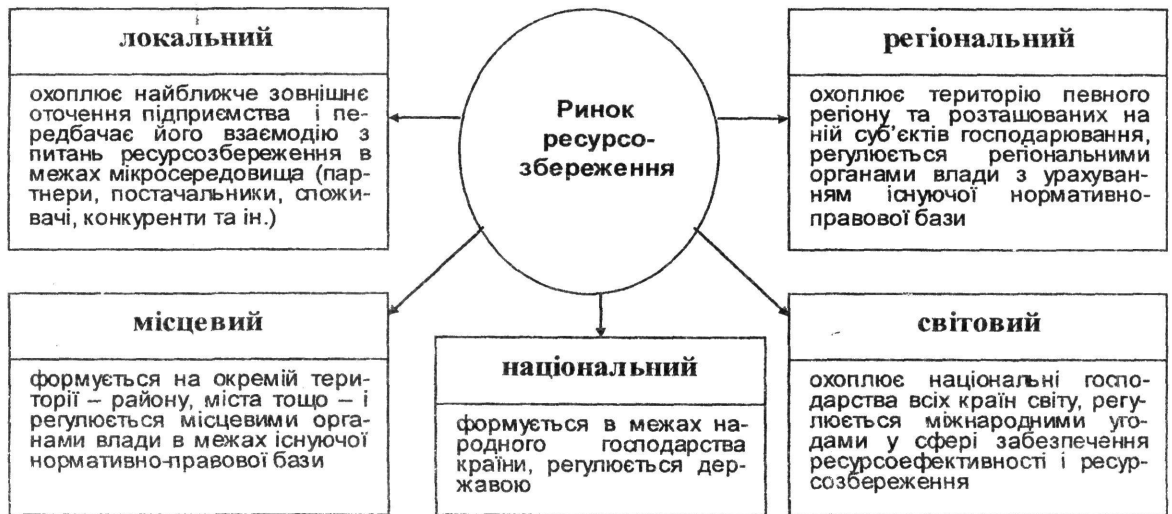 локальний
охоплює найближче зовнішнє
оточення підприємства і пе-
редбачає його взаємодію з
питань ресурсозбереження в
межах мікросередовища (пар-
тнери, постачальники, спожи-
вачі, конкуренти та ін.)
Ринок
ресурсо-
збереження
регіональний
охоплює територію певного
регіону та розташованих на
ній суб'єктів господарювання,
регулюється регіональними
органами влади з урахуван-
ням існуючої нормативно-
правової бази
місцевий
формується на окремій тери-
торії – району, міста тощо – і
регулюється місцевими орга-
нами влади в межах існуючої
нормативно-правової бази
національний
формується в межах на-
родного господарства
країни, регулюється дер-
жавою
світовий
охоплює національні госпо-
дарства всіх країн світу, регу-
люється міжнародними уго-
дами у сфері забезпечення
ресурсоефективності і ресур-
созбереження